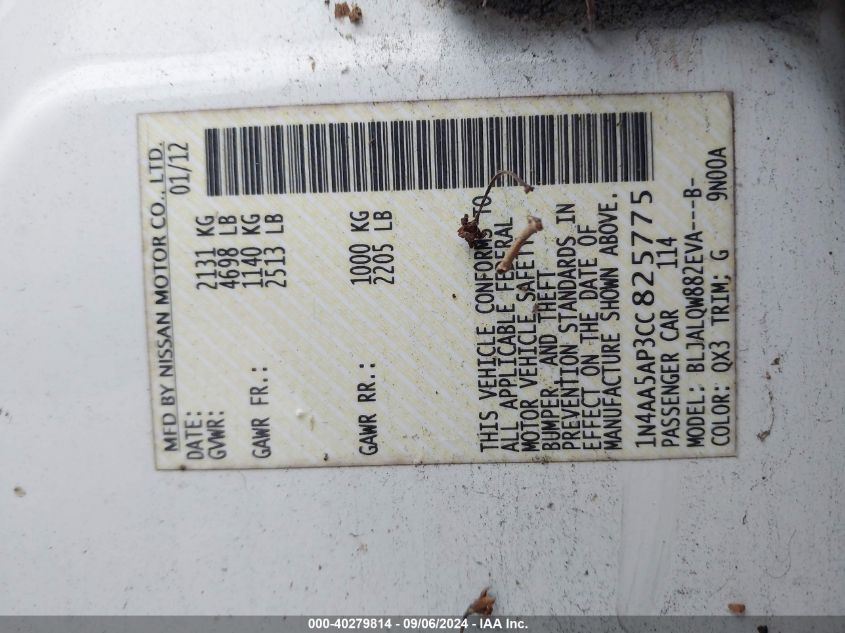 MFD BY NISSAN MOTOR CO., LTD.
DATE: 01/12
GVWR: 2131 KG
4698 LB
GAWR FR.: 1140 KG
2513 LB
GAWR RR.: 1000 KG
2205 LB
THIS VEHICLE CONFORMS TO
ALL APPLICABLE FEDERAL
MOTOR VEHICLE SAFETY
BUMPER AND THEFT
PREVENTION STANDARDS IN
EFFECT ON THE DATE OF
MANUFACTURE SHOWN ABOVE.
1N4AA5AP3CC825775
PASSENGER CAR 114
MODEL: BLJALQW882EVA----B-
COLOR: QX3 TRIM; G 9N00A
000-40279814 - 09/06/2024 - IAA Inc.